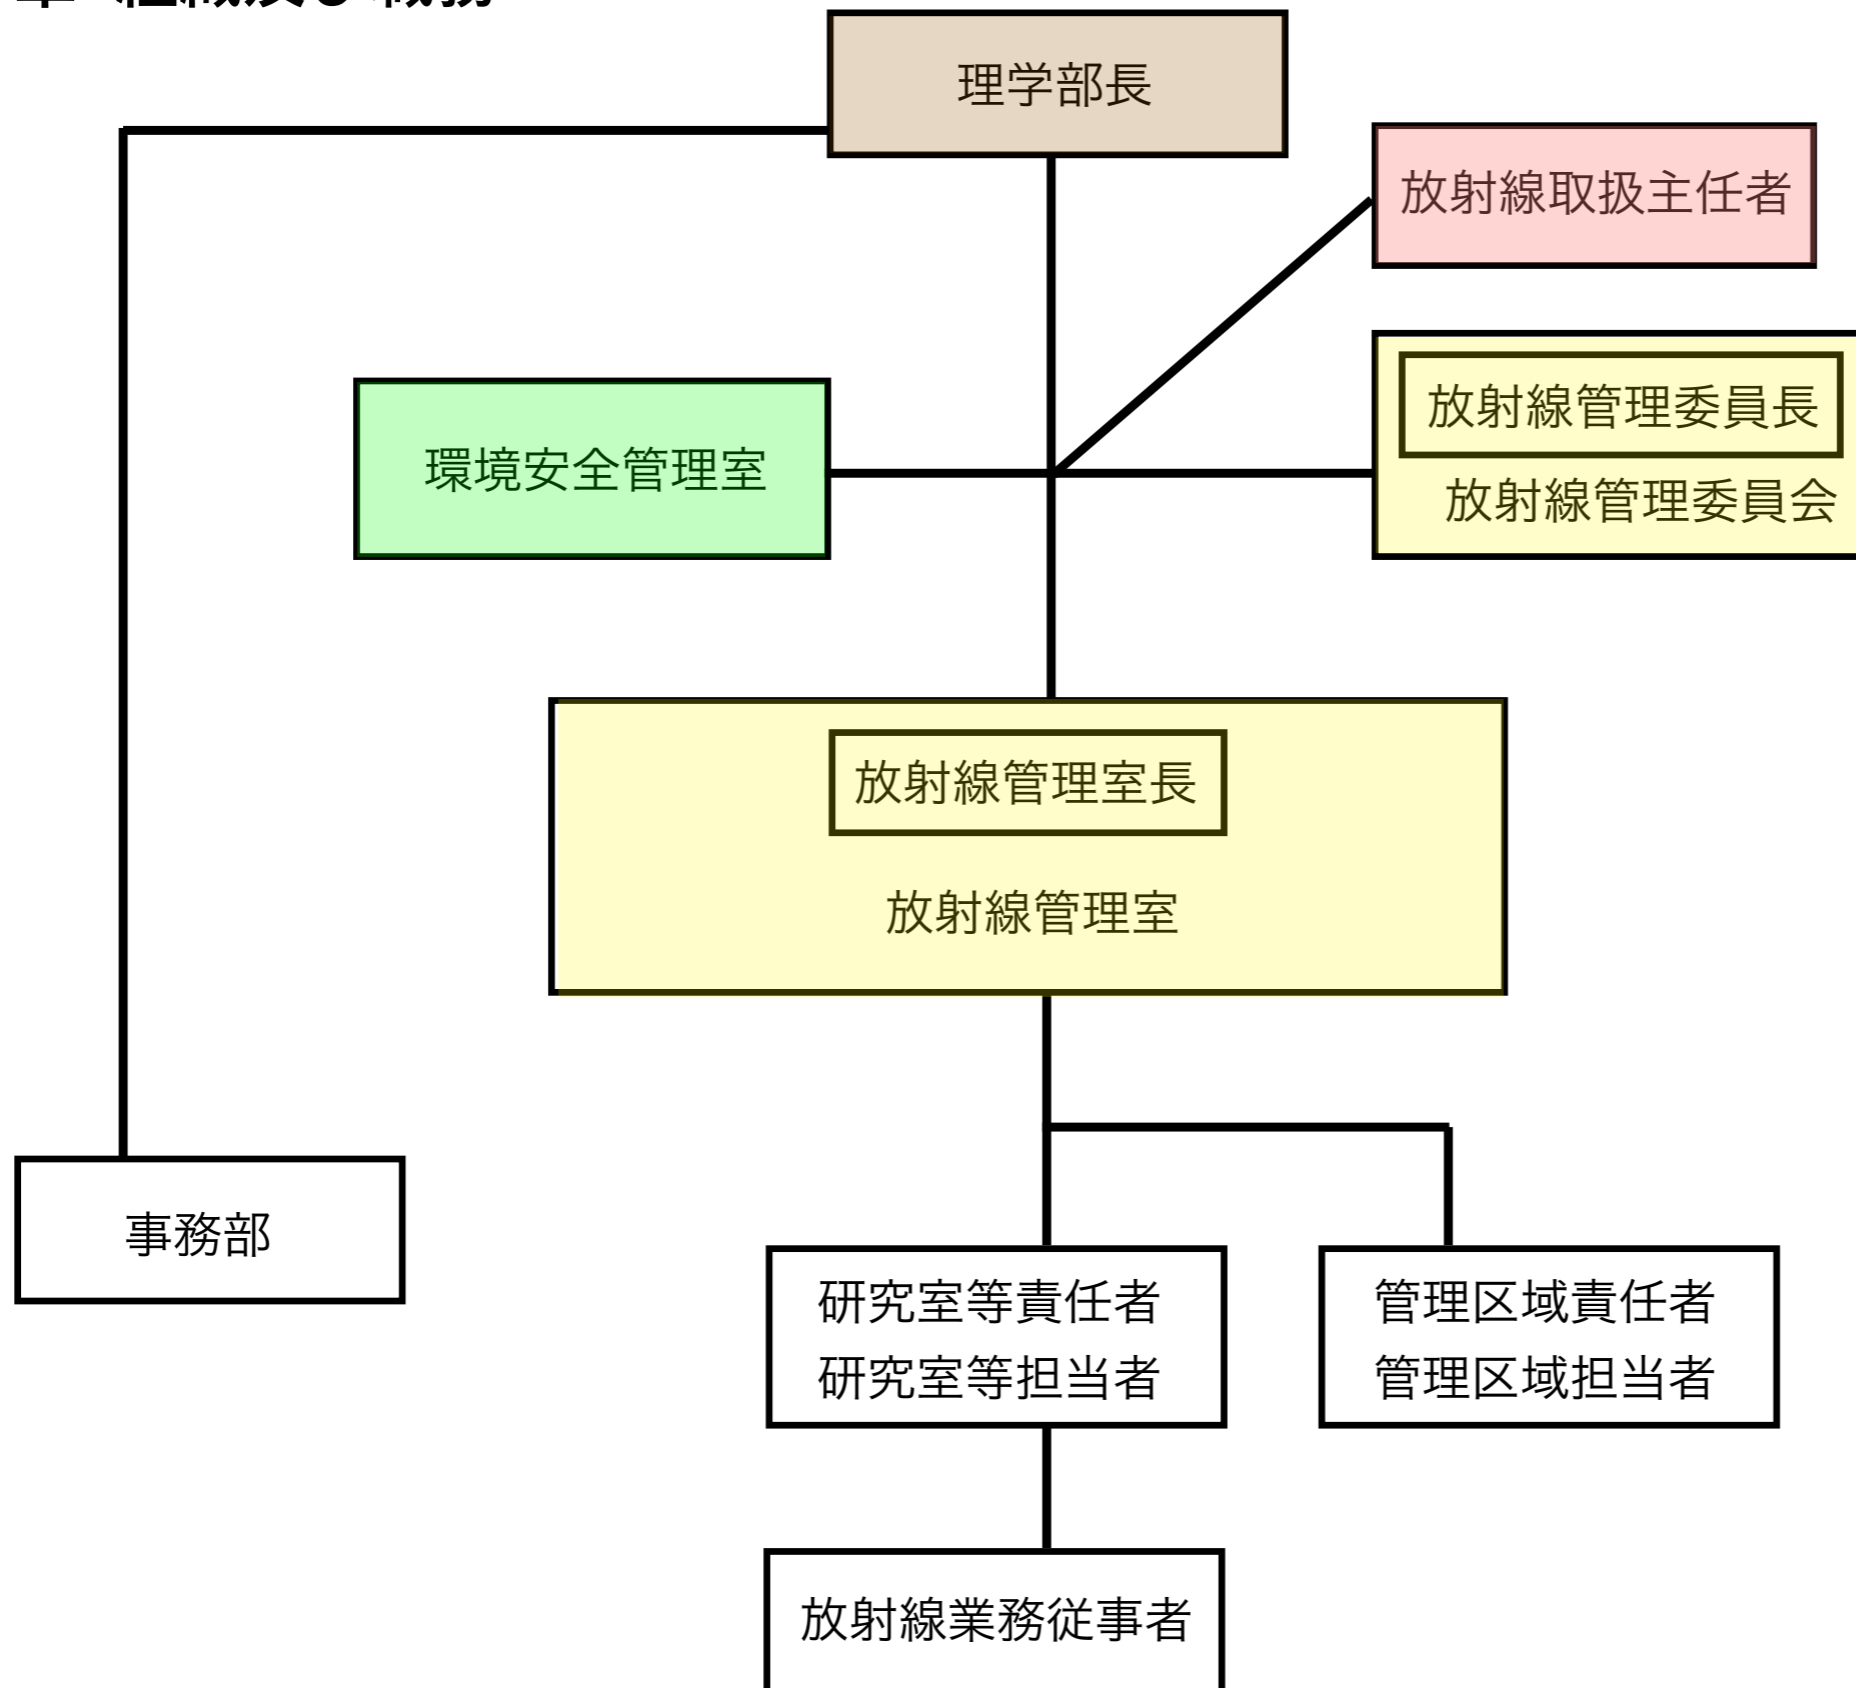 理学部長
放射線取扱主任者
放射線管理委員長
環境安全管理室
放射線管理委員会
放射線管理室長
放射線管理室
事務部
研究室等責任者
研究室等担当者
管理区域責任者
管理区域担当者
放射線業務従事者